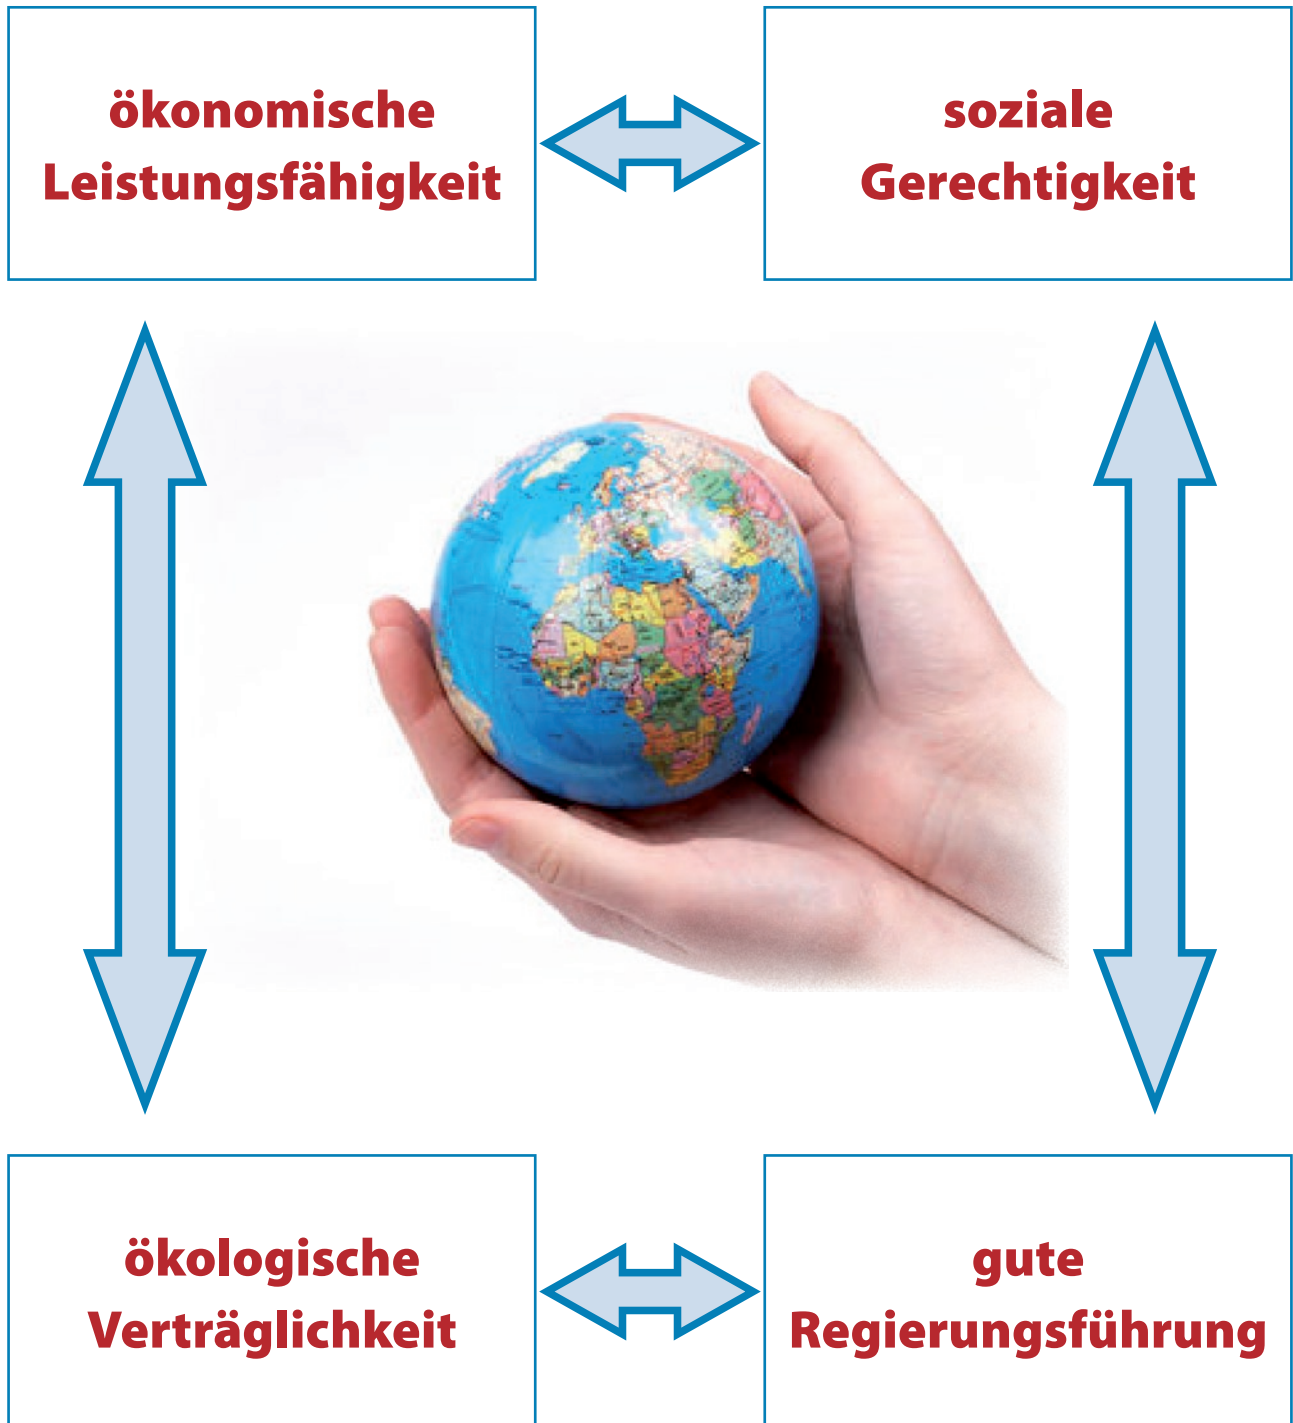 ökonomische
Leistungsfähigkeit
soziale
Gerechtigkeit
ökologische
Verträglichkeit
gute
Regierungsführung